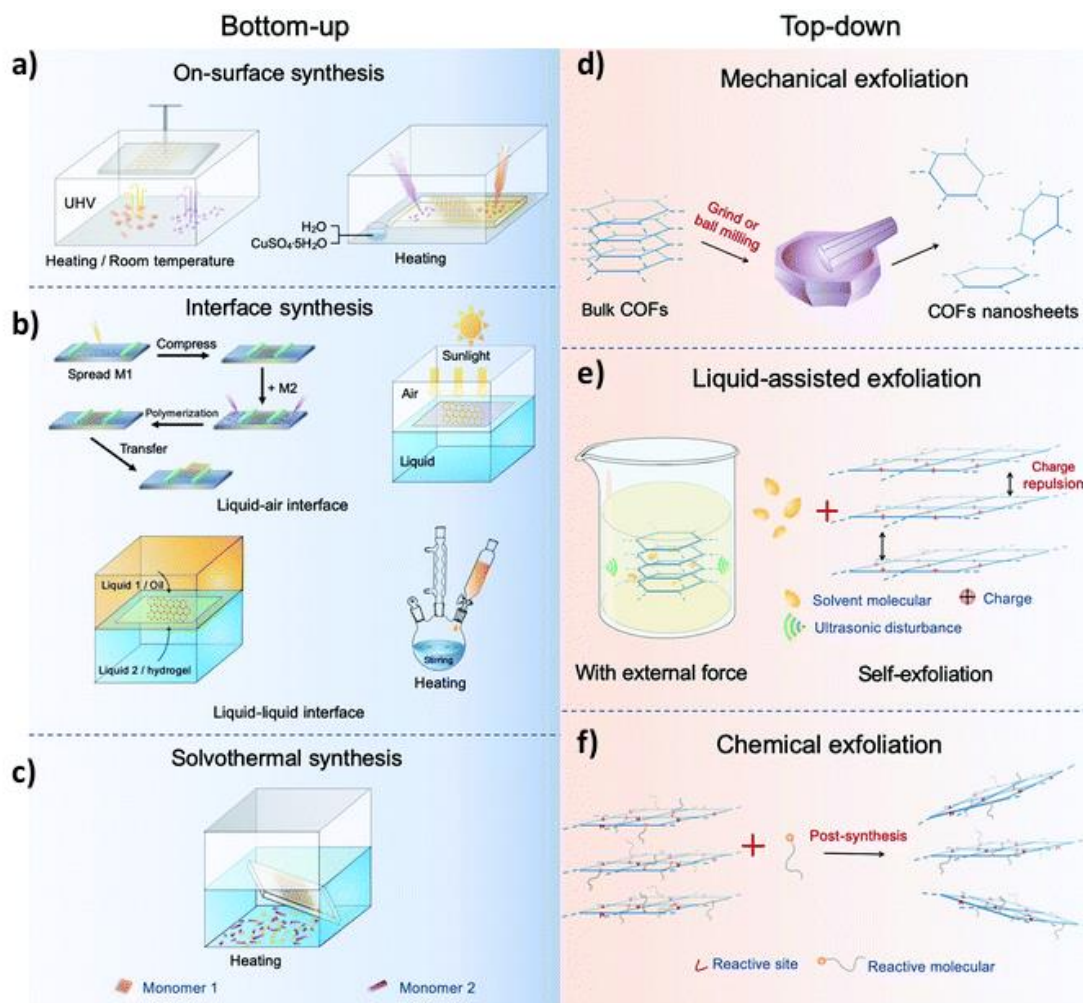 Bottom-up
a)
On-surface synthesis
UHV
H₂O
CuSO₄·5H₂O
Heating / Room temperature
Heating
b)
Interface synthesis
Compress
Spread M1
+ M2
Polymerization
Transfer
Liquid-air interface
Sunlight
Air
Liquid
Liquid 1 / Oil
Liquid 2 / hydrogel
Stirring
Heating
Liquid-liquid interface
c)
Solvothermal synthesis
Heating
Monomer 1
Monomer 2
Top-down
d)
Mechanical exfoliation
Grind or
ball milling
Bulk COFs
COFs nanosheets
e)
Liquid-assisted exfoliation
Charge
repulsion
Solvent molecular
Charge
Ultrasonic disturbance
With external force
Self-exfoliation
f)
Chemical exfoliation
Post-synthesis
Reactive site
Reactive molecular